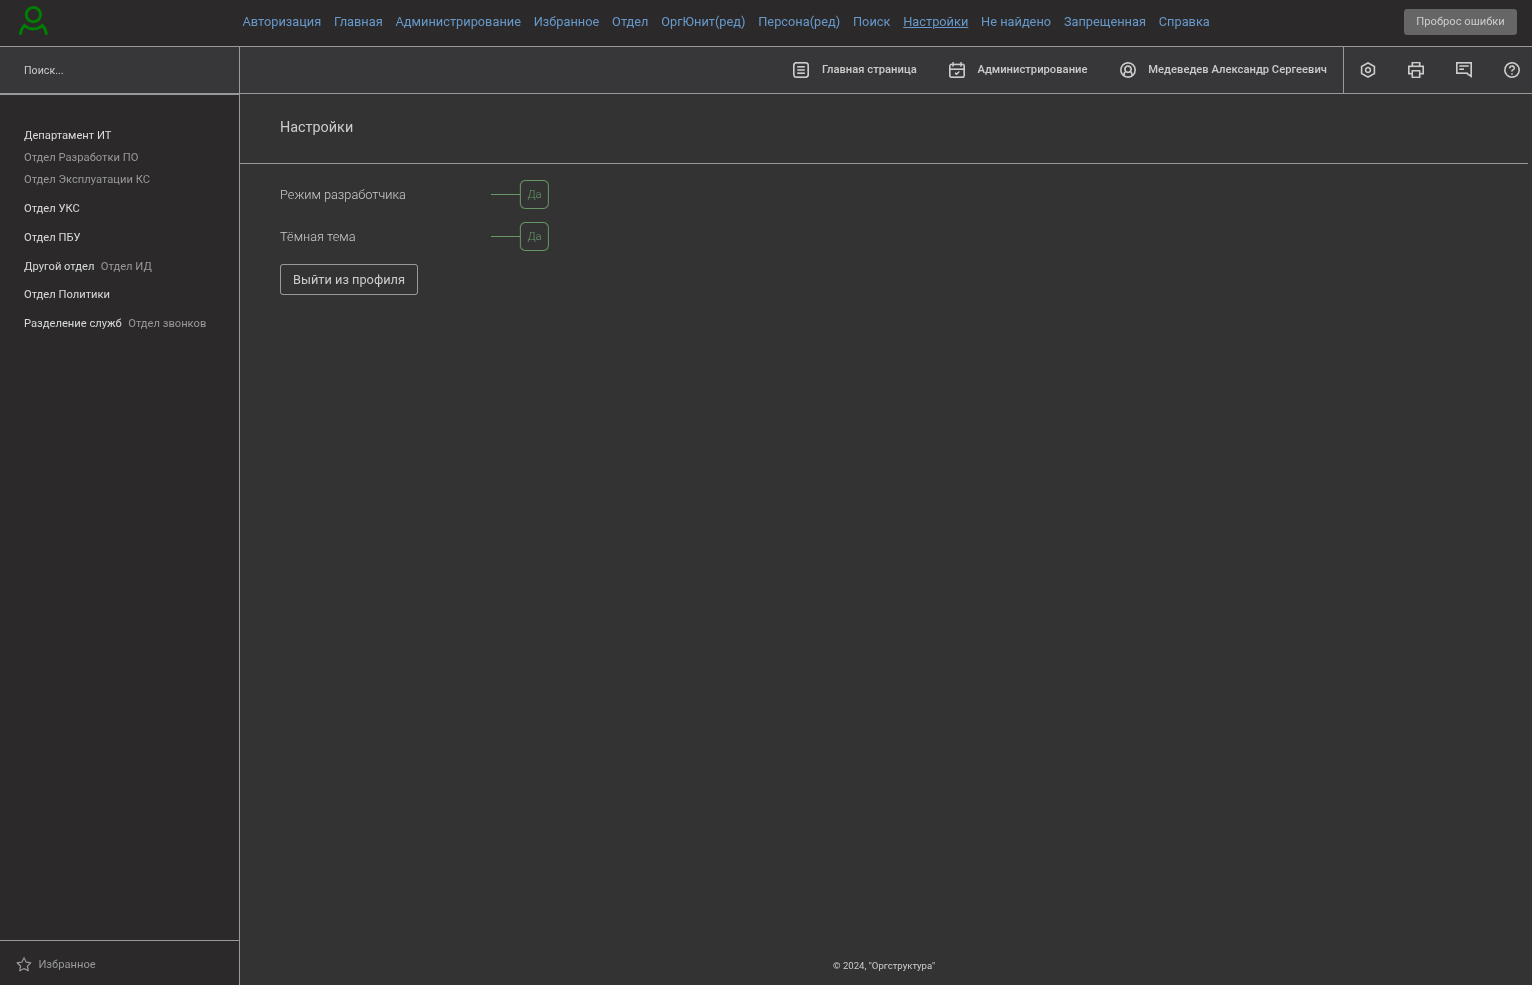 Авторизация Главная Администрирование Избранное Отдел ОргЮнит(ред) Персона(ред) Поиск Настройки Не найдено Запрещенная Справка Проброс ошибки
Поиск... Главная страница Администрирование Медеведев Александр Сергеевич
Департамент ИТ
Отдел Разработки ПО
Отдел Эксплуатации КС
Отдел УКС
Отдел ПБУ
Другой отдел Отдел ИД
Отдел Политики
Разделение служб Отдел звонков
Избранное
Настройки
Режим разработчика Да
Тёмная тема Да
Выйти из профиля
© 2024, "Оргструктура"